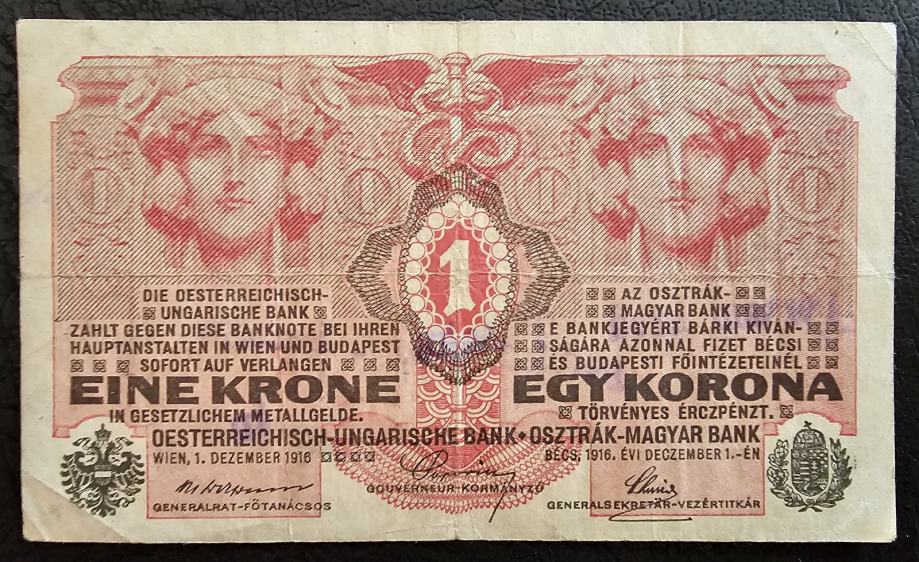 1 1 1 1
1
DIE OESTERREICHISCH-
UNGARISCHE BANK
ZAHLT GEGEN DIESE BANKNOTE BEI IHREN
HAUPTANSTALTEN IN WIEN UND BUDAPEST
SOFORT AUF VERLANGEN
EINE KRONE
IN GESETZLICHEM METALLGELDE.
AZ OSZTRÁK-
MAGYAR BANK
E BANKJEGYÉRT BÁRKI KIVÁN-
SÁGÁRA AZONNAL FIZET BÉCSI
ÉS BUDAPESTI FŐINTÉZETEINÉL
EGY KORONA
TÖRVÉNYES ÉRCZPÉNZT.
OESTERREICHISCH-UNGARISCHE BANK•OSZTRÁK-MAGYAR BANK
WIEN, 1. DEZEMBER 1916
BÉCS, 1916. ÉVI DECZEMBER 1.-ÉN
GENERALRAT-FŐTANÁCSOS
GOUVERNEUR-KORMÁNYZÓ
GENERALSEKRETÄR-VEZÉRTITKÁR